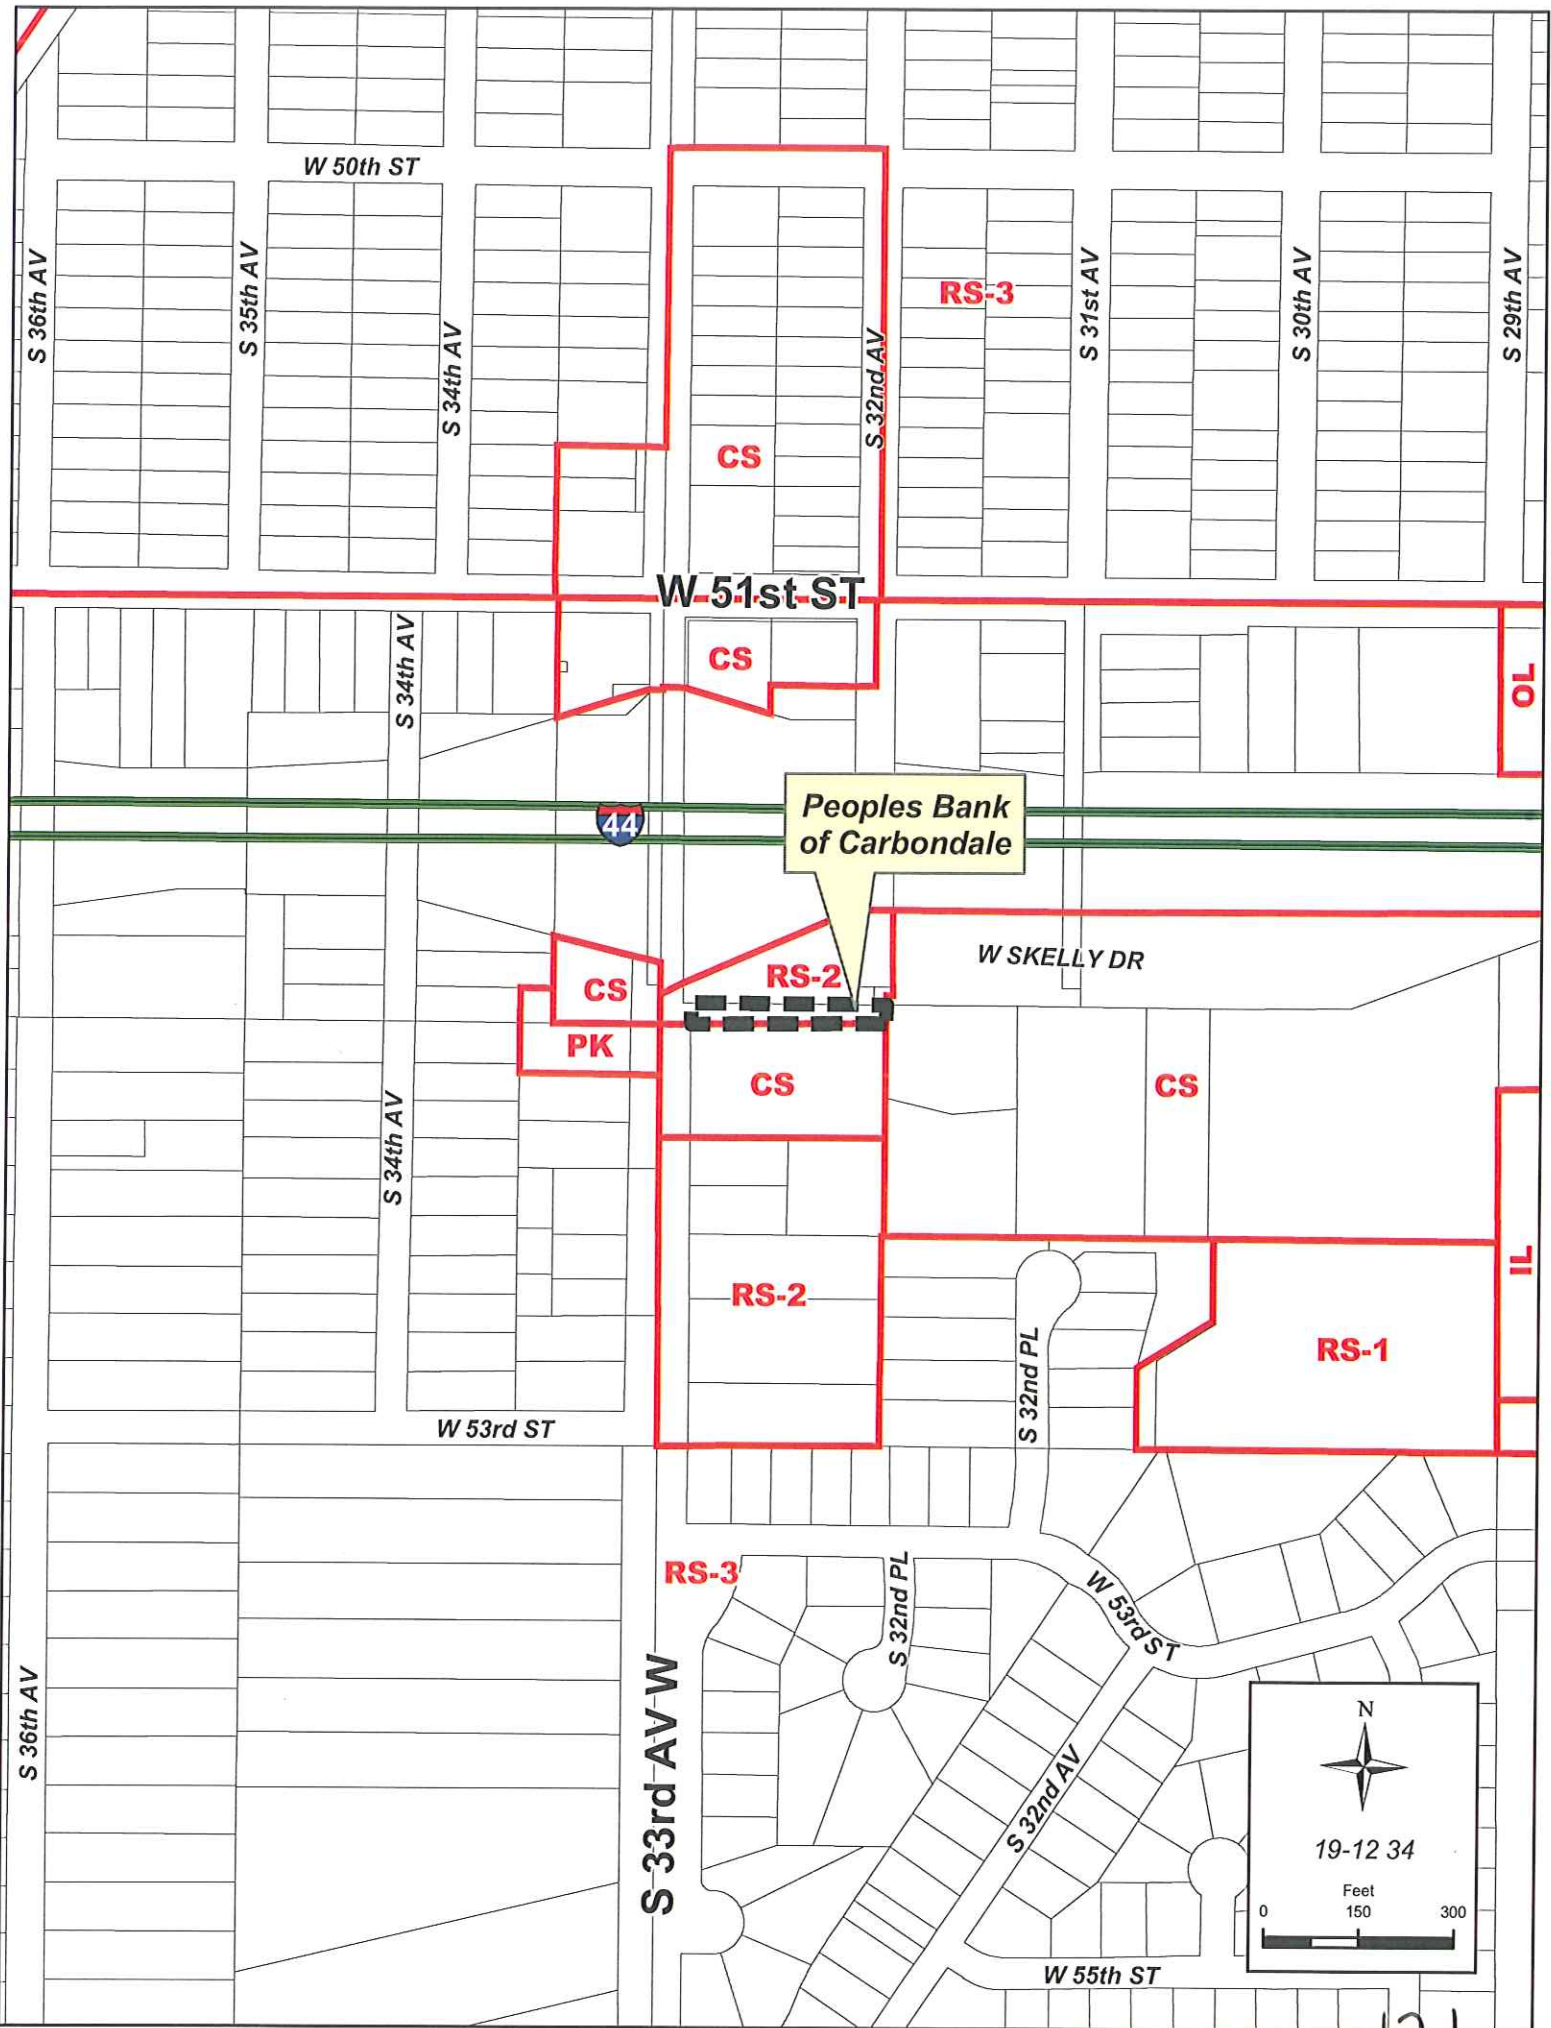 W 50th ST
S 36th AV
S 35th AV
S 34th AV
S 32nd AV
RS-3
S 31st AV
S 30th AV
S 29th AV
CS
W 51st ST
S 34th AV
CS
OL
44
Peoples Bank
of Carbondale
W SKELLY DR
CS
RS-2
PK
CS
CS
S 34th AV
RS-2
S 32nd PL
RS-1
IL
W 53rd ST
RS-3
S 32nd PL
W 53rd ST
S 36th AV
S 33rd AV W
S 32nd AV
N
19-12 34
Feet
0 150 300
W 55th ST